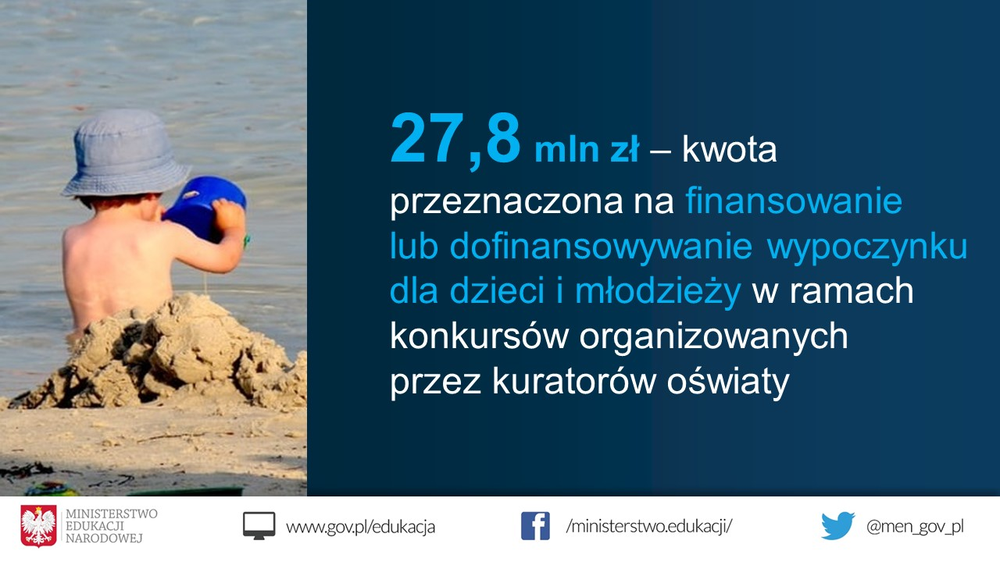 27,8 mln zł – kwota
przeznaczona na finansowanie
lub dofinansowywanie wypoczynku
dla dzieci i młodzieży w ramach
konkursów organizowanych
przez kuratorów oświaty
MINISTERSTWO
EDUKACJI
NARODOWEJ
www.gov.pl/edukacja
/ministerstwo.edukacji/
@men_gov_pl